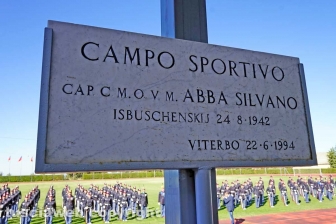 CAMPO SPORTIVO
CAP C M.O.V.M. ABBA SILVANO
ISBUSCHENSKIJ 24 8-1942
VITERBO 22-6-1994